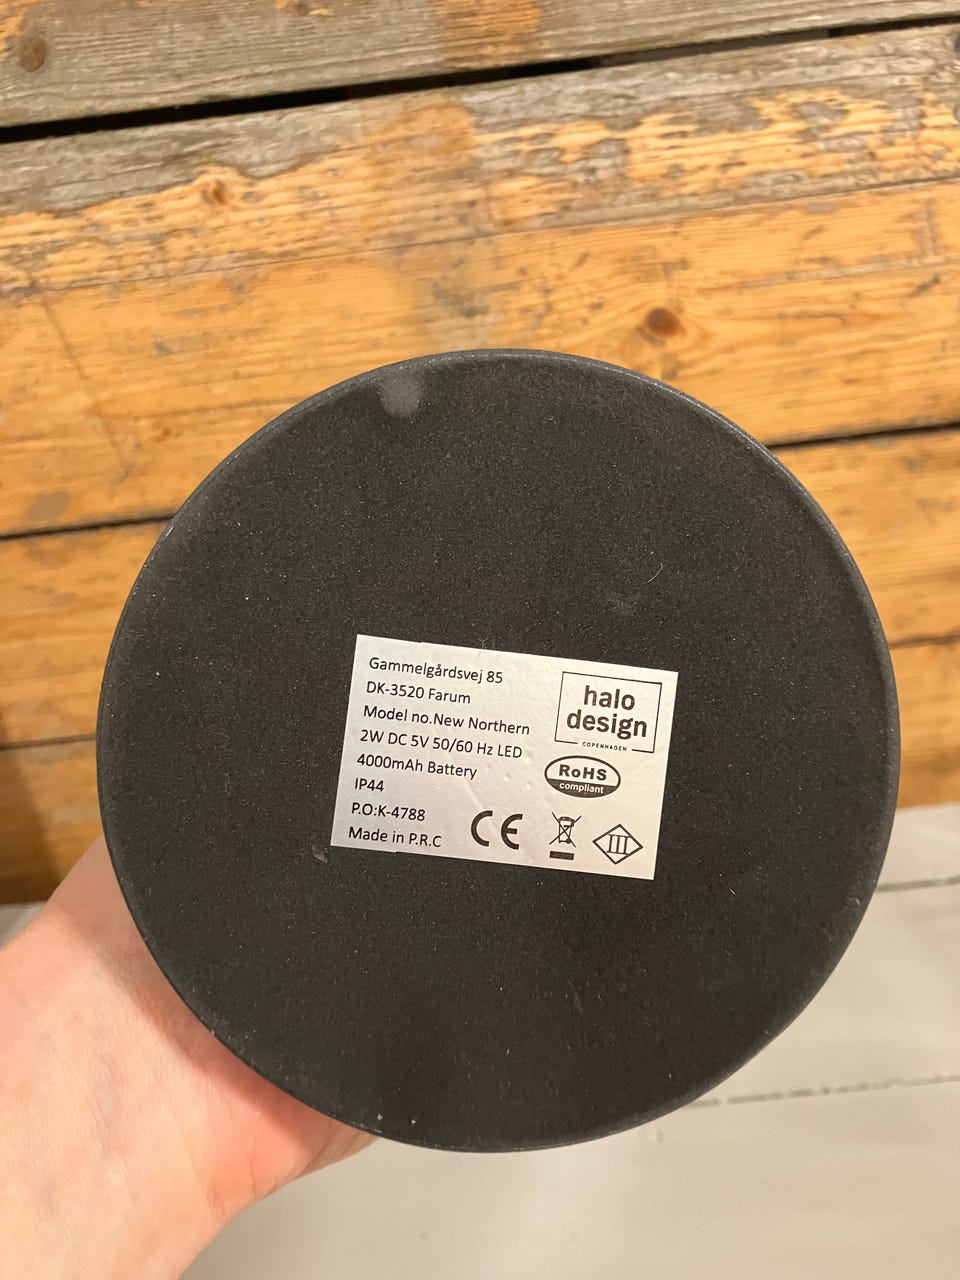 Gammelgårdsvej 85
DK-3520 Farum
Model no.New Northern
2W DC 5V 50/60 Hz LED
4000mAh Battery
IP44
P.O:K-4788
Made in P.R.C
halo
design
COPENHAGEN
RoHS
compliant
CE
III